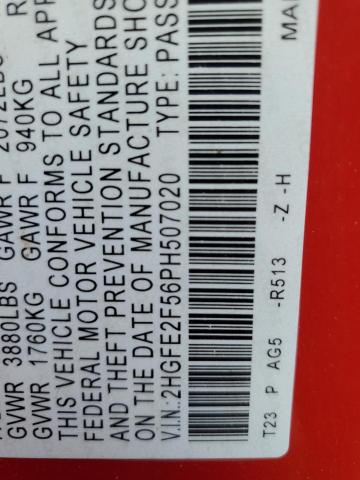 GVWR 3880LBS GAWR F
GVWR 1760KG GAWR F 940KG R
THIS VEHICLE CONFORMS TO ALL APP
FEDERAL MOTOR VEHICLE SAFETY
AND THEFT PREVENTION STANDARDS
ON THE DATE OF MANUFACTURE SHO
V.I.N.: 2HGFE2F56PH507020 TYPE: PASS
T23 P AG5 -R513 -Z -H
MAD